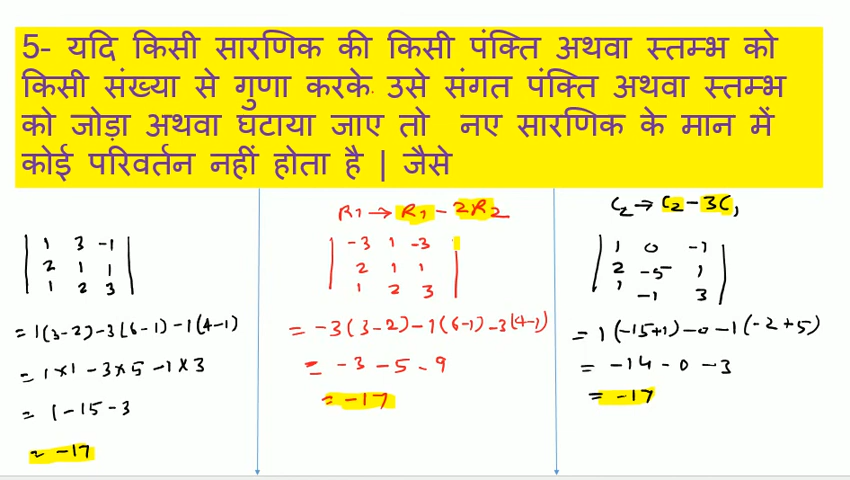 5- यदि किसी सारणिक की किसी पंक्ति अथवा स्तम्भ को
किसी संख्या से गुणा करके उसे संगत पंक्ति अथवा स्तम्भ
को जोड़ा अथवा घटाया जाए तो नए सारणिक के मान में
कोई परिवर्तन नहीं होता है | जैसे
| 1 3 -1 |
| 2 1 1 |
| 1 2 3 |
= 1(3-2)-3(6-1)-1(4-1)
= 1×1-3×5-1×3
= 1-15-3
= -17
R1→R1-2R2
| -3 1 -3 |
| 2 1 1 |
| 1 2 3 |
= -3(3-2)-1(6-1)-3(4-1)
= -3-5-9
= -17
C2→C2-3C1
| 1 0 -1 |
| 2 -5 1 |
| 1 -1 3 |
= 1(-15+1)-0-1(-2+5)
= -14-0-3
= -17